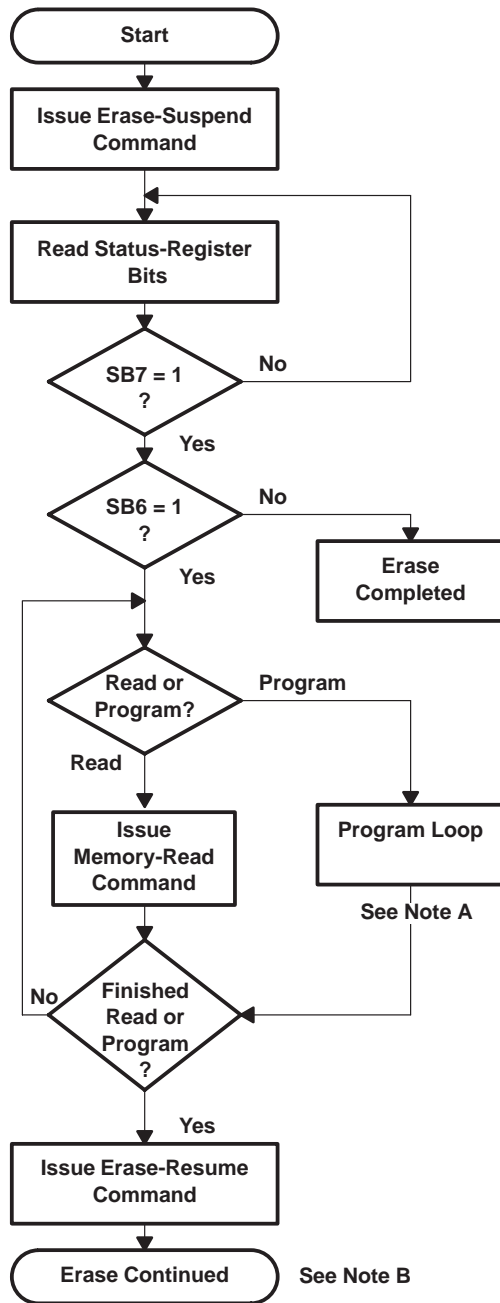 Start
Issue Erase-Suspend
Command
Read Status-Register
Bits
SB7 = 1
?
No
Yes
SB6 = 1
?
No
Yes
Erase
Completed
Read or
Program?
Program
Read
Issue
Memory-Read
Command
Program Loop
See Note A
No
Finished
Read or
Program
?
Yes
Issue Erase-Resume
Command
Erase Continued
See Note B